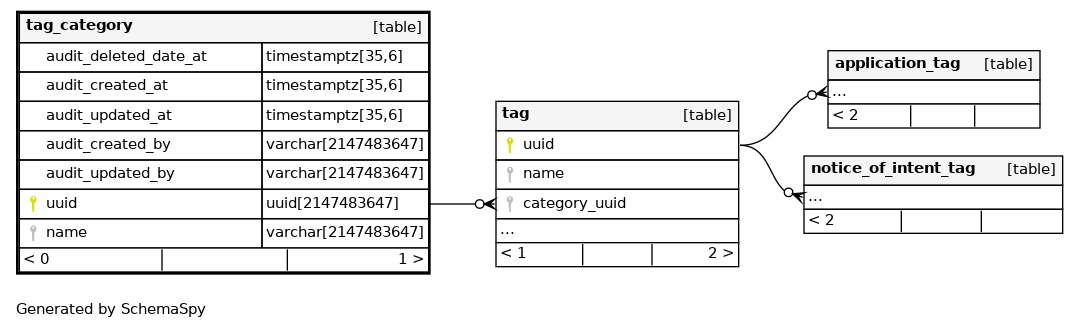 tag_category [table]
audit_deleted_date_at timestamptz[35,6]
audit_created_at timestamptz[35,6]
audit_updated_at timestamptz[35,6]
audit_created_by varchar[2147483647]
audit_updated_by varchar[2147483647]
uuid uuid[2147483647]
name varchar[2147483647]
< 0 1 >
tag [table]
uuid
name
category_uuid
...
< 1 2 >
application_tag [table]
...
< 2
notice_of_intent_tag [table]
...
< 2
Generated by SchemaSpy